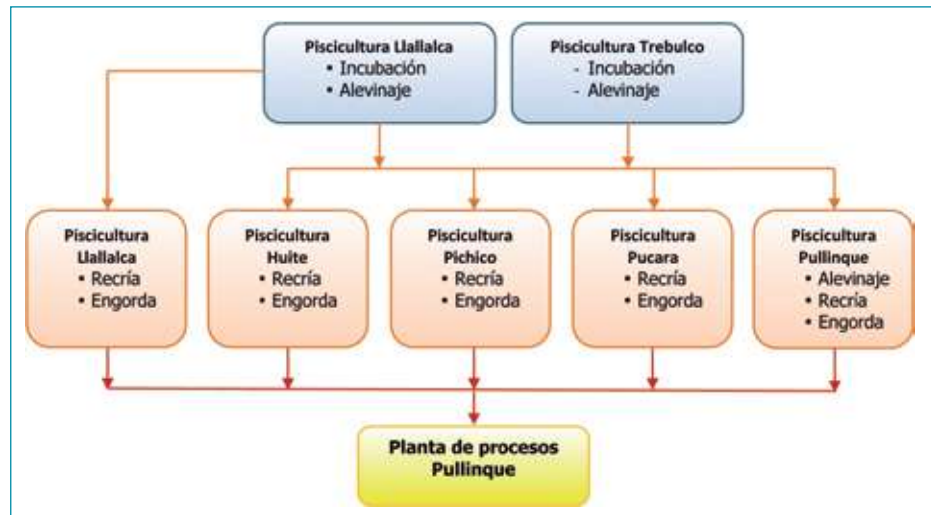 Piscicultura Llallalca
• Incubación
• Alevinaje
Piscicultura Trebulco
- Incubación
- Alevinaje
Piscicultura
Llallalca
• Recría
• Engorda
Piscicultura
Huite
• Recría
• Engorda
Piscicultura
Pichico
• Recría
• Engorda
Piscicultura
Pucara
• Recría
• Engorda
Piscicultura
Pullinque
• Alevinaje
• Recría
• Engorda
Planta de procesos
Pullinque